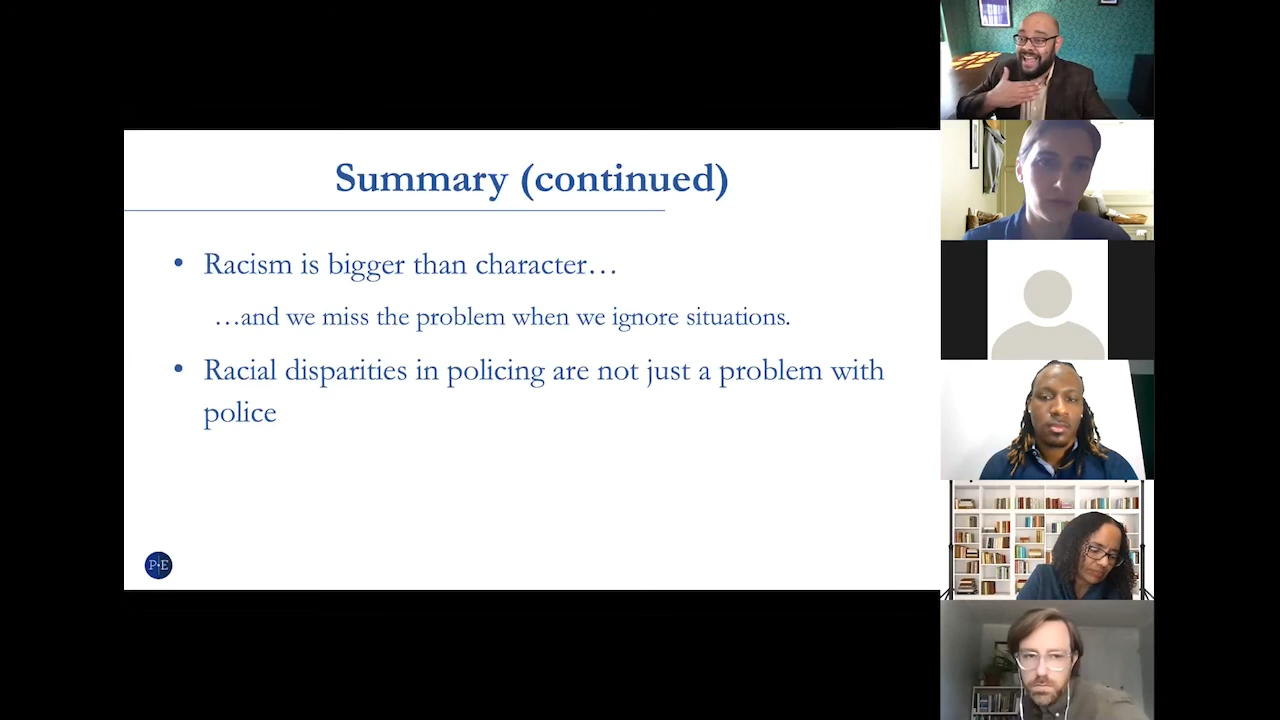 Summary (continued)
• Racism is bigger than character…
…and we miss the problem when we ignore situations.
• Racial disparities in policing are not just a problem with
police
P+E